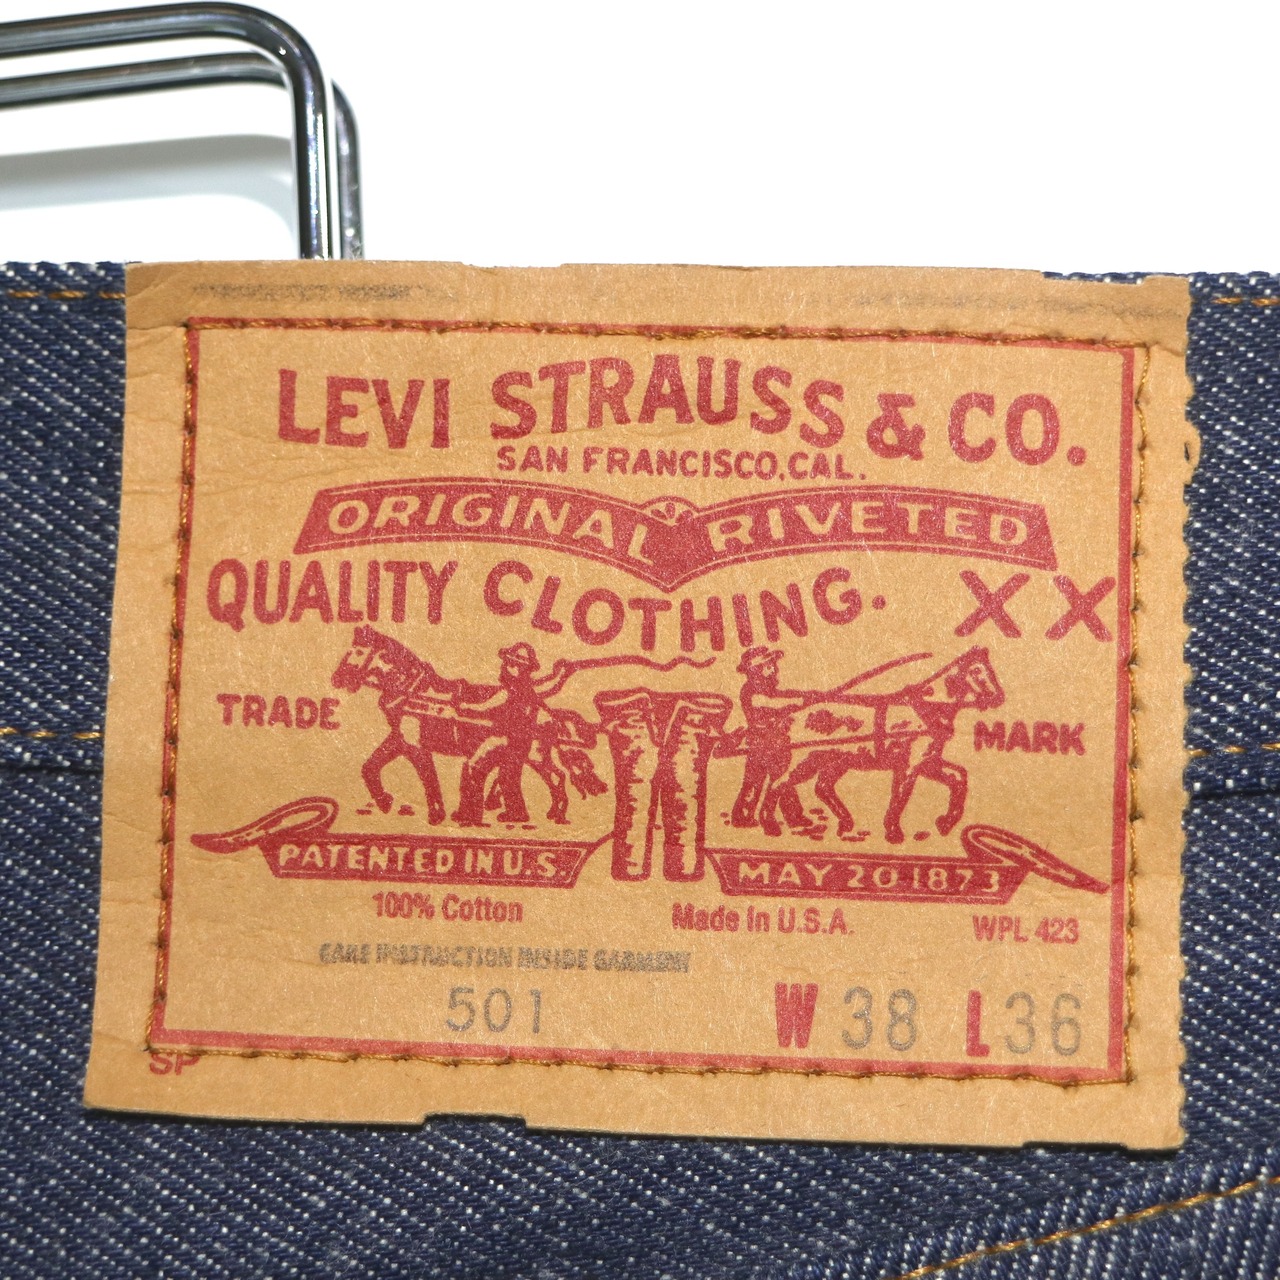 LEVI STRAUSS & CO.
SAN FRANCISCO, CAL.
ORIGINAL RIVETED
QUALITY CLOTHING. XX
TRADE MARK
PATENTED IN U.S. MAY 20 1873
100% Cotton Made in U.S.A. WPL 423
CARE INSTRUCTION INSIDE GARMENT
501 W 38 L 36
SP